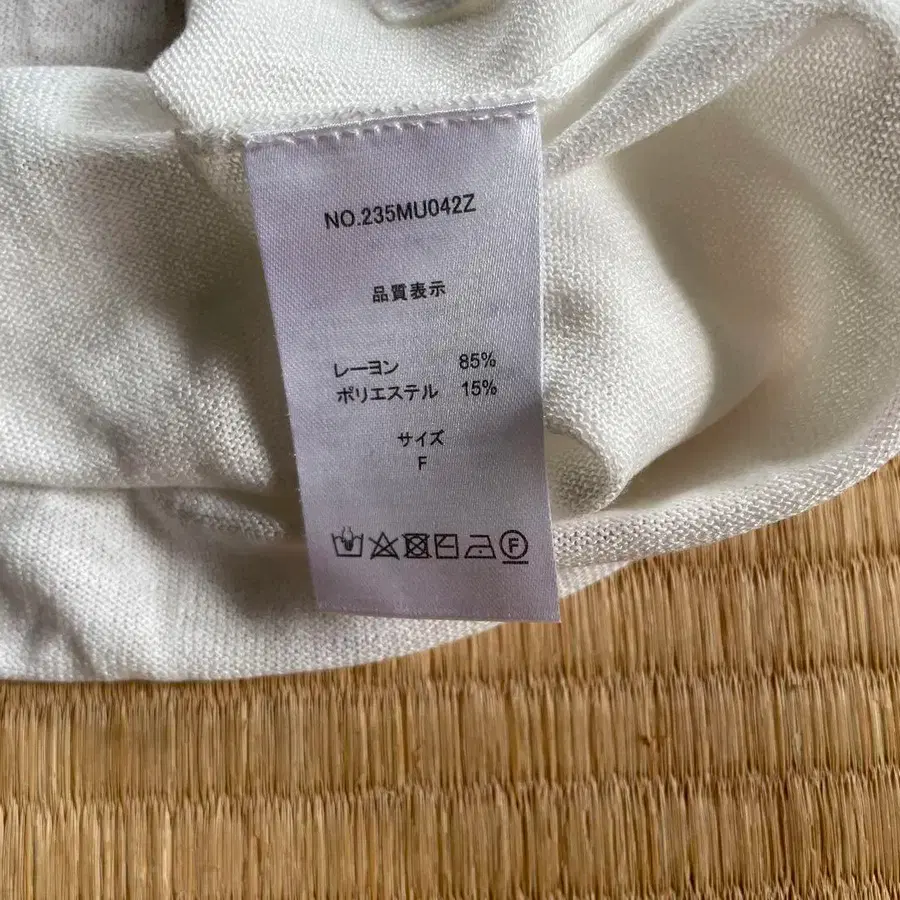 NO.235MU042Z
品質表示
レーヨン 85%
ポリエステル 15%
サイズ
F
F